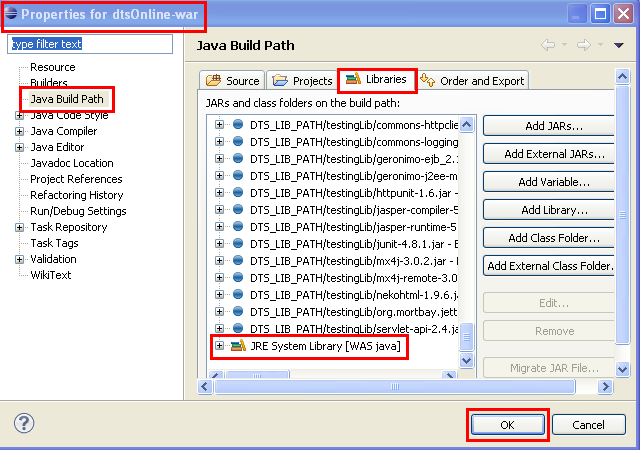 Properties for dtsOnline-war
type filter text
Resource
Builders
Java Build Path
Java Code Style
Java Compiler
Java Editor
Javadoc Location
Project References
Refactoring History
Run/Debug Settings
Task Repository
Task Tags
Validation
WikiText
Java Build Path
Source Projects Libraries Order and Export
JARs and class folders on the build path:
DTS_LIB_PATH/testingLib/commons-httpclie
DTS_LIB_PATH/testingLib/commons-logging
DTS_LIB_PATH/testingLib/geronimo-ejb_2.
DTS_LIB_PATH/testingLib/geronimo-j2ee-m
DTS_LIB_PATH/testingLib/httpunit-1.6.jar -
DTS_LIB_PATH/testingLib/jasper-compiler-5
DTS_LIB_PATH/testingLib/jasper-runtime-5
DTS_LIB_PATH/testingLib/junit-4.8.1.jar - E
DTS_LIB_PATH/testingLib/mx4j-3.0.2.jar -
DTS_LIB_PATH/testingLib/mx4j-remote-3.0
DTS_LIB_PATH/testingLib/nekohtml-1.9.6.j
DTS_LIB_PATH/testingLib/org.mortbay.jett
DTS_LIB_PATH/testingLib/servlet-api-2.4.j
JRE System Library [WAS java]
Add JARs...
Add External JARs...
Add Variable...
Add Library...
Add Class Folder...
Add External Class Folder...
Edit...
Remove
Migrate JAR File...
OK
Cancel